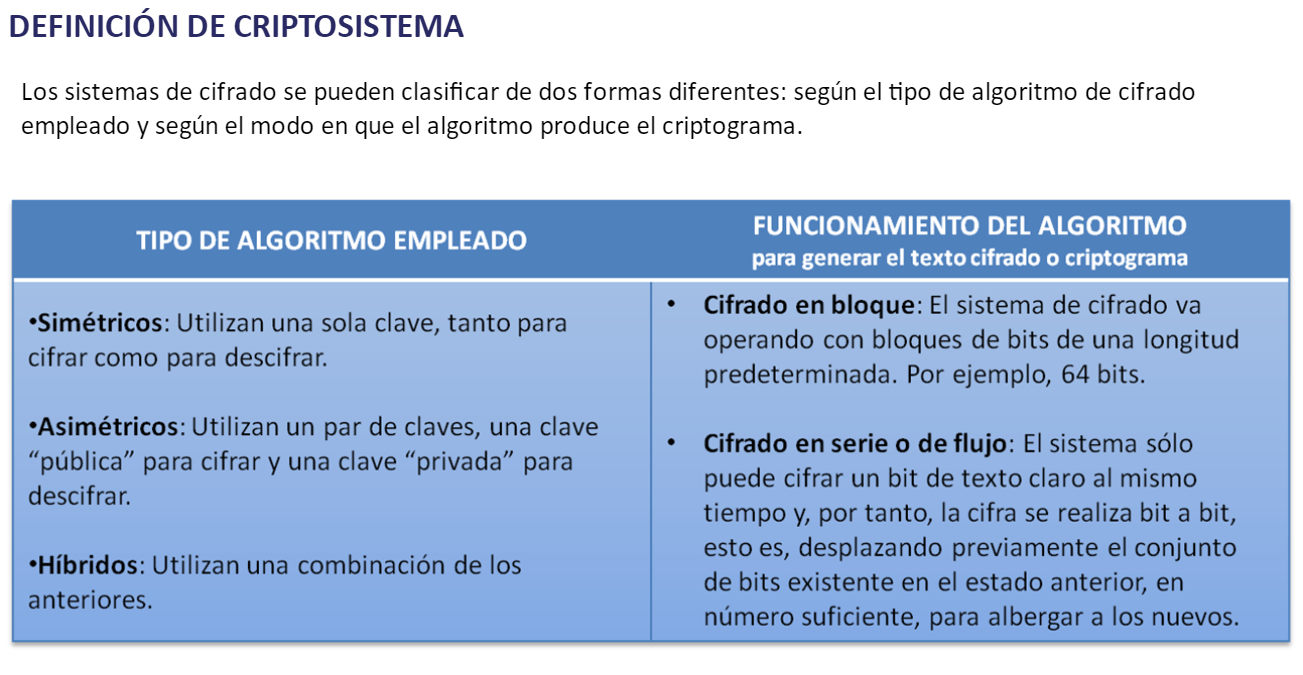 DEFINICIÓN DE CRIPTOSISTEMA
Los sistemas de cifrado se pueden clasificar de dos formas diferentes: según el tipo de algoritmo de cifrado
empleado y según el modo en que el algoritmo produce el criptograma.
TIPO DE ALGORITMO EMPLEADO
•Simétricos: Utilizan una sola clave, tanto para
cifrar como para descifrar.
•Asimétricos: Utilizan un par de claves, una clave
“pública” para cifrar y una clave “privada” para
descifrar.
•Híbridos: Utilizan una combinación de los
anteriores.
FUNCIONAMIENTO DEL ALGORITMO
para generar el texto cifrado o criptograma
• Cifrado en bloque: El sistema de cifrado va
operando con bloques de bits de una longitud
predeterminada. Por ejemplo, 64 bits.
• Cifrado en serie o de flujo: El sistema sólo
puede cifrar un bit de texto claro al mismo
tiempo y, por tanto, la cifra se realiza bit a bit,
esto es, desplazando previamente el conjunto
de bits existente en el estado anterior, en
número suficiente, para albergar a los nuevos.